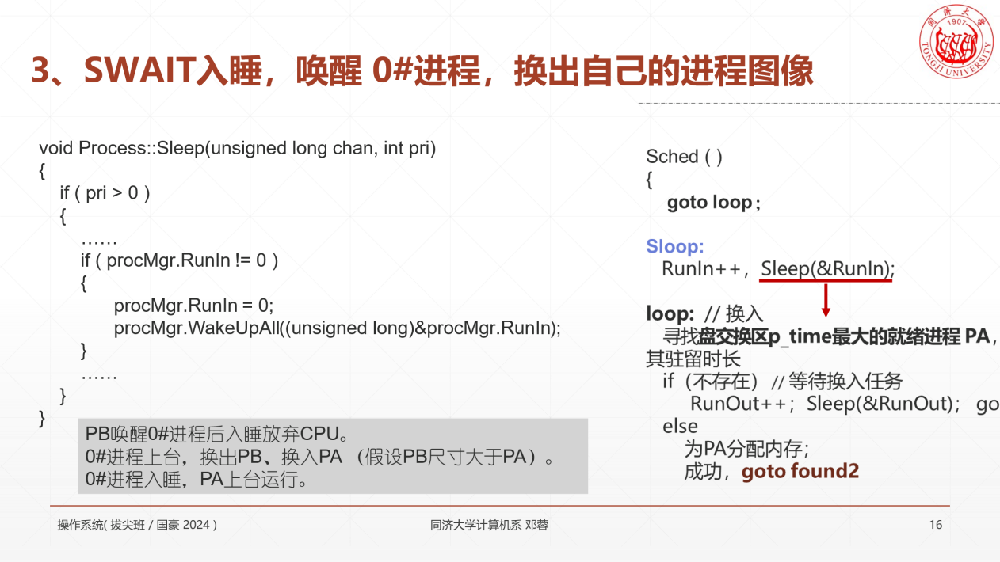 3、SWAIT入睡，唤醒 0#进程，换出自己的进程图像
同济大学
1907
TONGJI UNIVERSITY
void Process::Sleep(unsigned long chan, int pri)
{
if ( pri > 0 )
{
……
if ( procMgr.RunIn != 0 )
{
procMgr.RunIn = 0;
procMgr.WakeUpAll((unsigned long)&procMgr.RunIn);
}
……
}
}
PB唤醒0#进程后入睡放弃CPU。
0#进程上台，换出PB、换入PA （假设PB尺寸大于PA）。
0#进程入睡，PA上台运行。
Sched ( )
{
goto loop；
Sloop:
RunIn++，Sleep(&RunIn);
loop: // 换入
寻找盘交换区p_time最大的就绪进程 PA，
其驻留时长
if（不存在） // 等待换入任务
RunOut++；Sleep(&RunOut)； go
else
为PA分配内存；
成功，goto found2
操作系统( 拔尖班 / 国豪 2024 )
同济大学计算机系 邓蓉
16